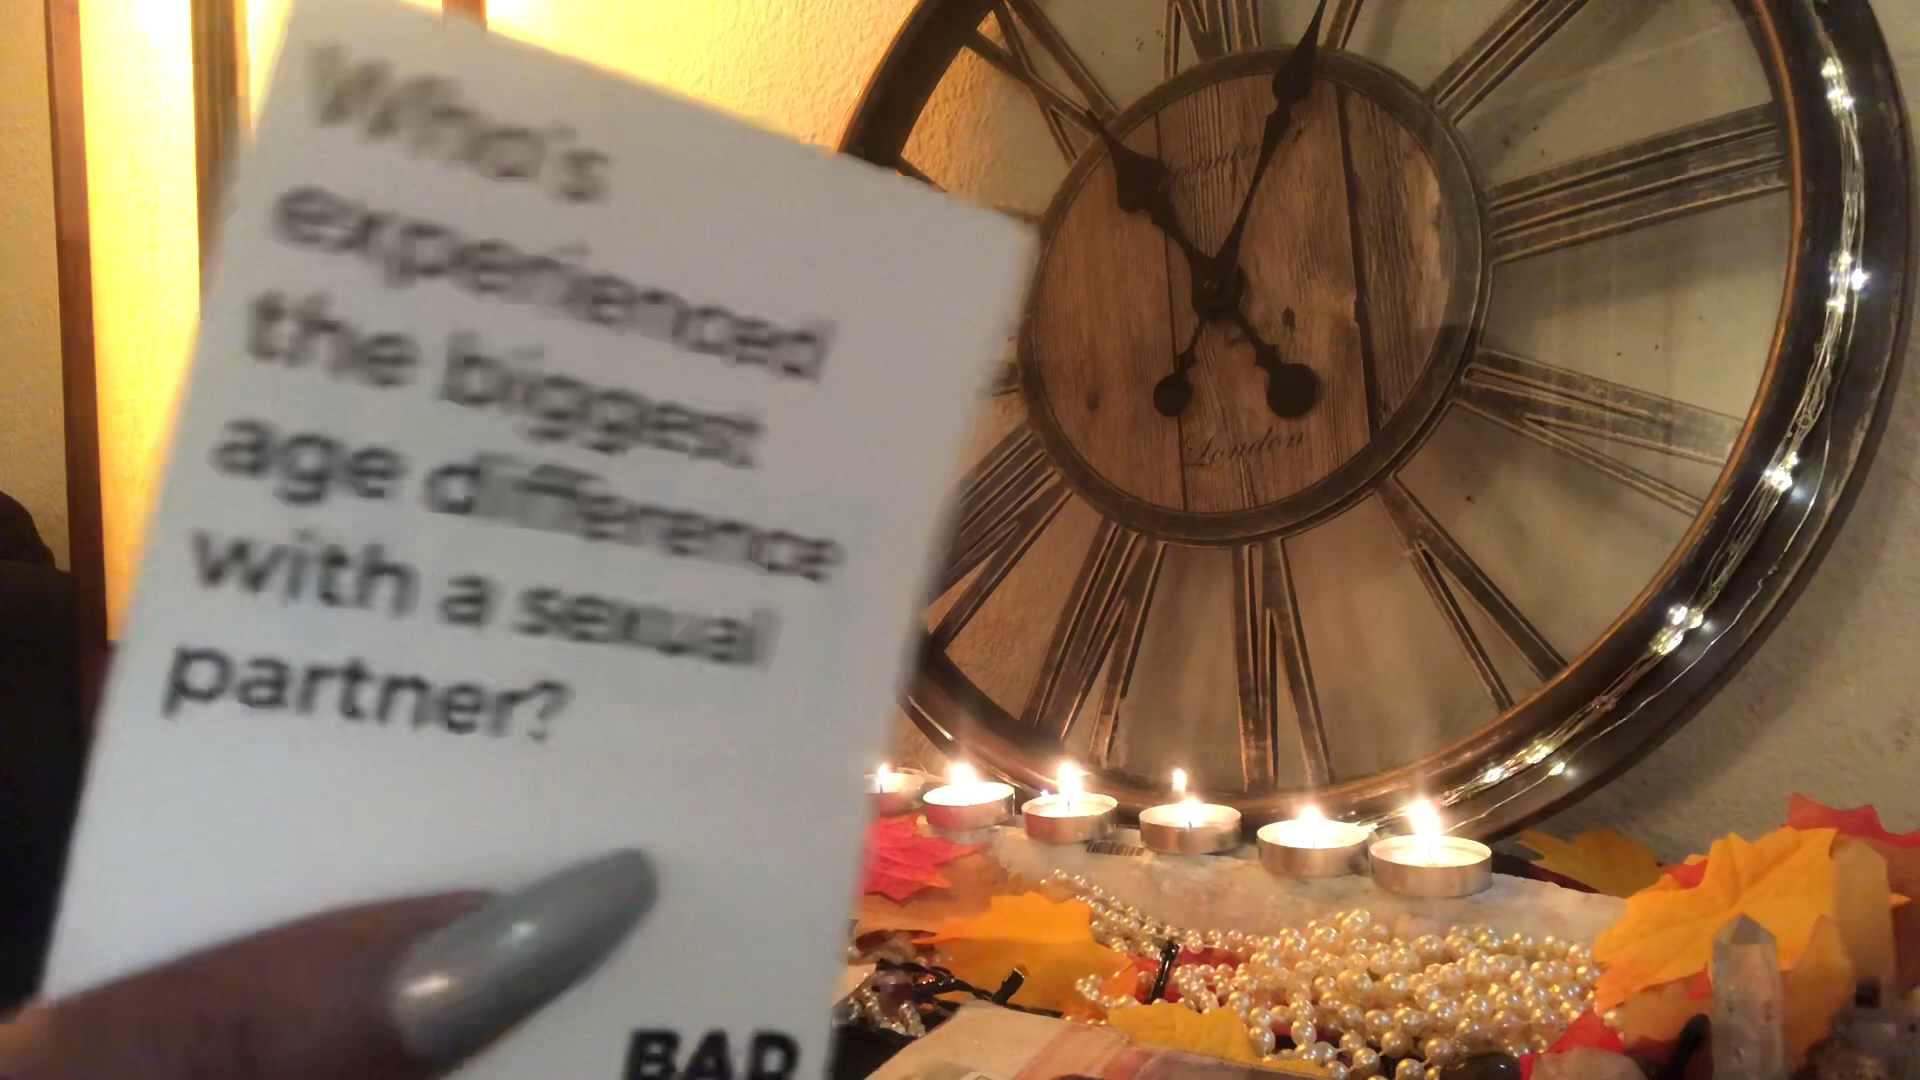 Who's
experienced
the biggest
age difference
with a sexual
partner?
BAD
London